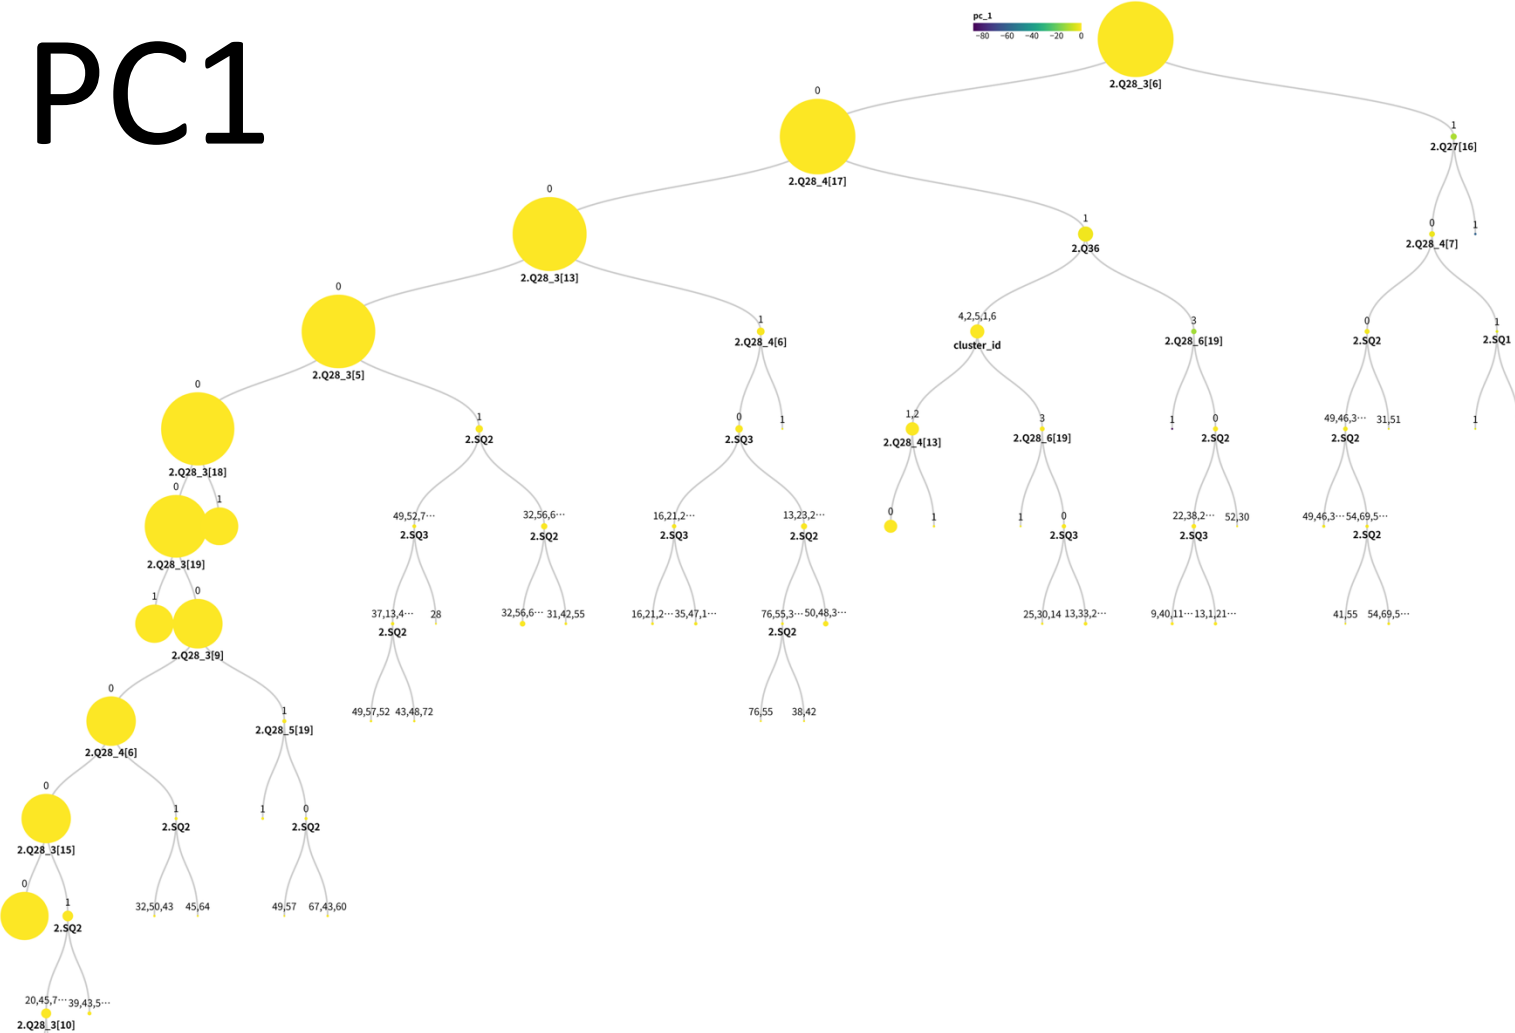 PC1
pc_1
−80 −60 −40 −20 0
2.Q28_3[6]
0
1
2.Q28_4[17]
2.Q27[16]
0
1
0
1
2.Q28_3[13]
2.Q36
2.Q28_4[7]
0
1
4,2,5,1,6
3
0
1
2.Q28_3[5]
2.Q28_4[6]
cluster_id
2.Q28_6[19]
2.SQ2
2.SQ1
0
1
0
1
1,2
3
1
0
49,46,3···
31,51
1
2.Q28_3[18]
2.SQ2
2.SQ3
2.Q28_4[13]
2.Q28_6[19]
2.SQ2
2.SQ2
0
1
49,52,7···
32,56,6···
16,21,2···
13,23,2···
0
1
1
0
22,38,2···
52,30
49,46,3···
54,69,5···
2.Q28_3[19]
2.SQ3
2.SQ2
2.SQ3
2.SQ2
2.SQ3
2.SQ3
2.SQ2
1
0
37,13,4···
28
32,56,6···
31,42,55
16,21,2···
35,47,1···
76,55,3···
50,48,3···
25,30,14
13,33,2···
9,40,11···
13,1,21···
41,55
54,69,5···
2.Q28_3[9]
2.SQ2
2.SQ2
0
1
49,57,52
43,48,72
76,55
38,42
2.Q28_4[6]
2.Q28_5[19]
0
1
1
0
2.Q28_3[15]
2.SQ2
2.SQ2
0
1
32,50,43
45,64
49,57
67,43,60
2.SQ2
20,45,7···
39,43,5···
2.Q28_3[10]